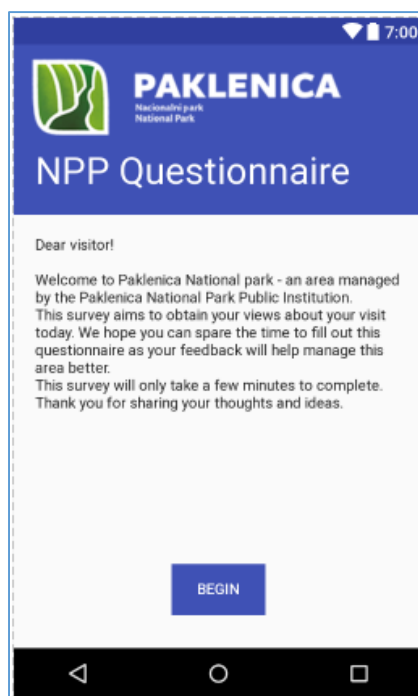 7:00
PAKLENICA
Nacionalni park
National Park
NPP Questionnaire
Dear visitor!
Welcome to Paklenica National park - an area managed
by the Paklenica National Park Public Institution.
This survey aims to obtain your views about your visit
today. We hope you can spare the time to fill out this
questionnaire as your feedback will help manage this
area better.
This survey will only take a few minutes to complete.
Thank you for sharing your thoughts and ideas.
BEGIN